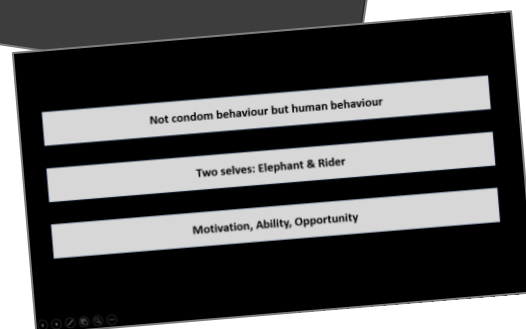 Not condom behaviour but human behaviour
Two selves: Elephant & Rider
Motivation, Ability, Opportunity